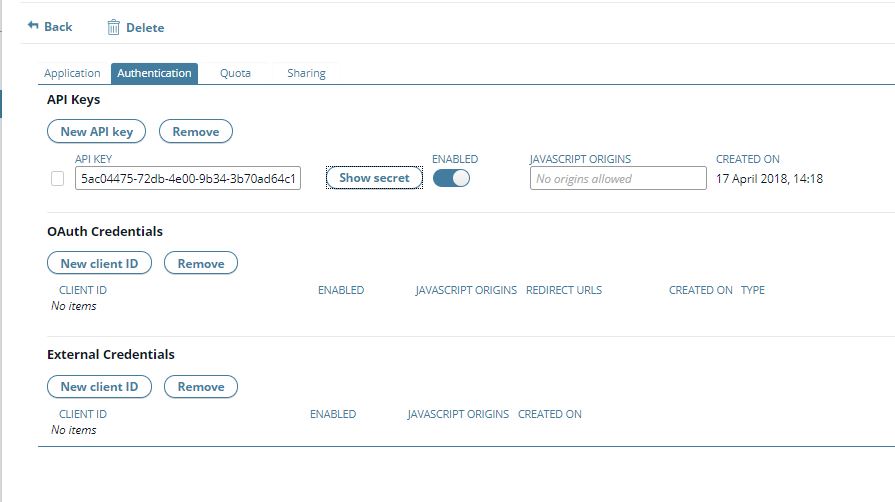 Back Delete
Application Authentication Quota Sharing
API Keys
New API key Remove
API KEY ENABLED JAVASCRIPT ORIGINS CREATED ON
5ac04475-72db-4e00-9b34-3b70ad64c1 Show secret No origins allowed 17 April 2018, 14:18
OAuth Credentials
New client ID Remove
CLIENT ID ENABLED JAVASCRIPT ORIGINS REDIRECT URLS CREATED ON TYPE
No items
External Credentials
New client ID Remove
CLIENT ID ENABLED JAVASCRIPT ORIGINS CREATED ON
No items